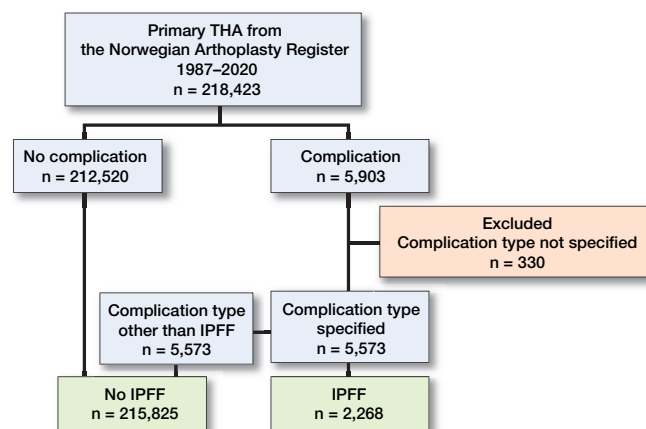 Primary THA from
the Norwegian Arthoplasty Register
1987–2020
n = 218,423
No complication
n = 212,520
Complication
n = 5,903
Excluded
Complication type not specified
n = 330
Complication type
other than IPFF
n = 5,573
Complication type
specified
n = 5,573
No IPFF
n = 215,825
IPFF
n = 2,268